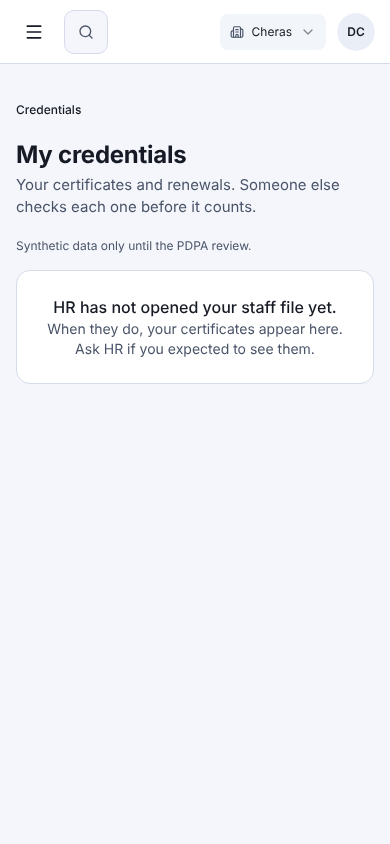 Cheras
DC
Credentials
My credentials
Your certificates and renewals. Someone else
checks each one before it counts.
Synthetic data only until the PDPA review.
HR has not opened your staff file yet.
When they do, your certificates appear here.
Ask HR if you expected to see them.